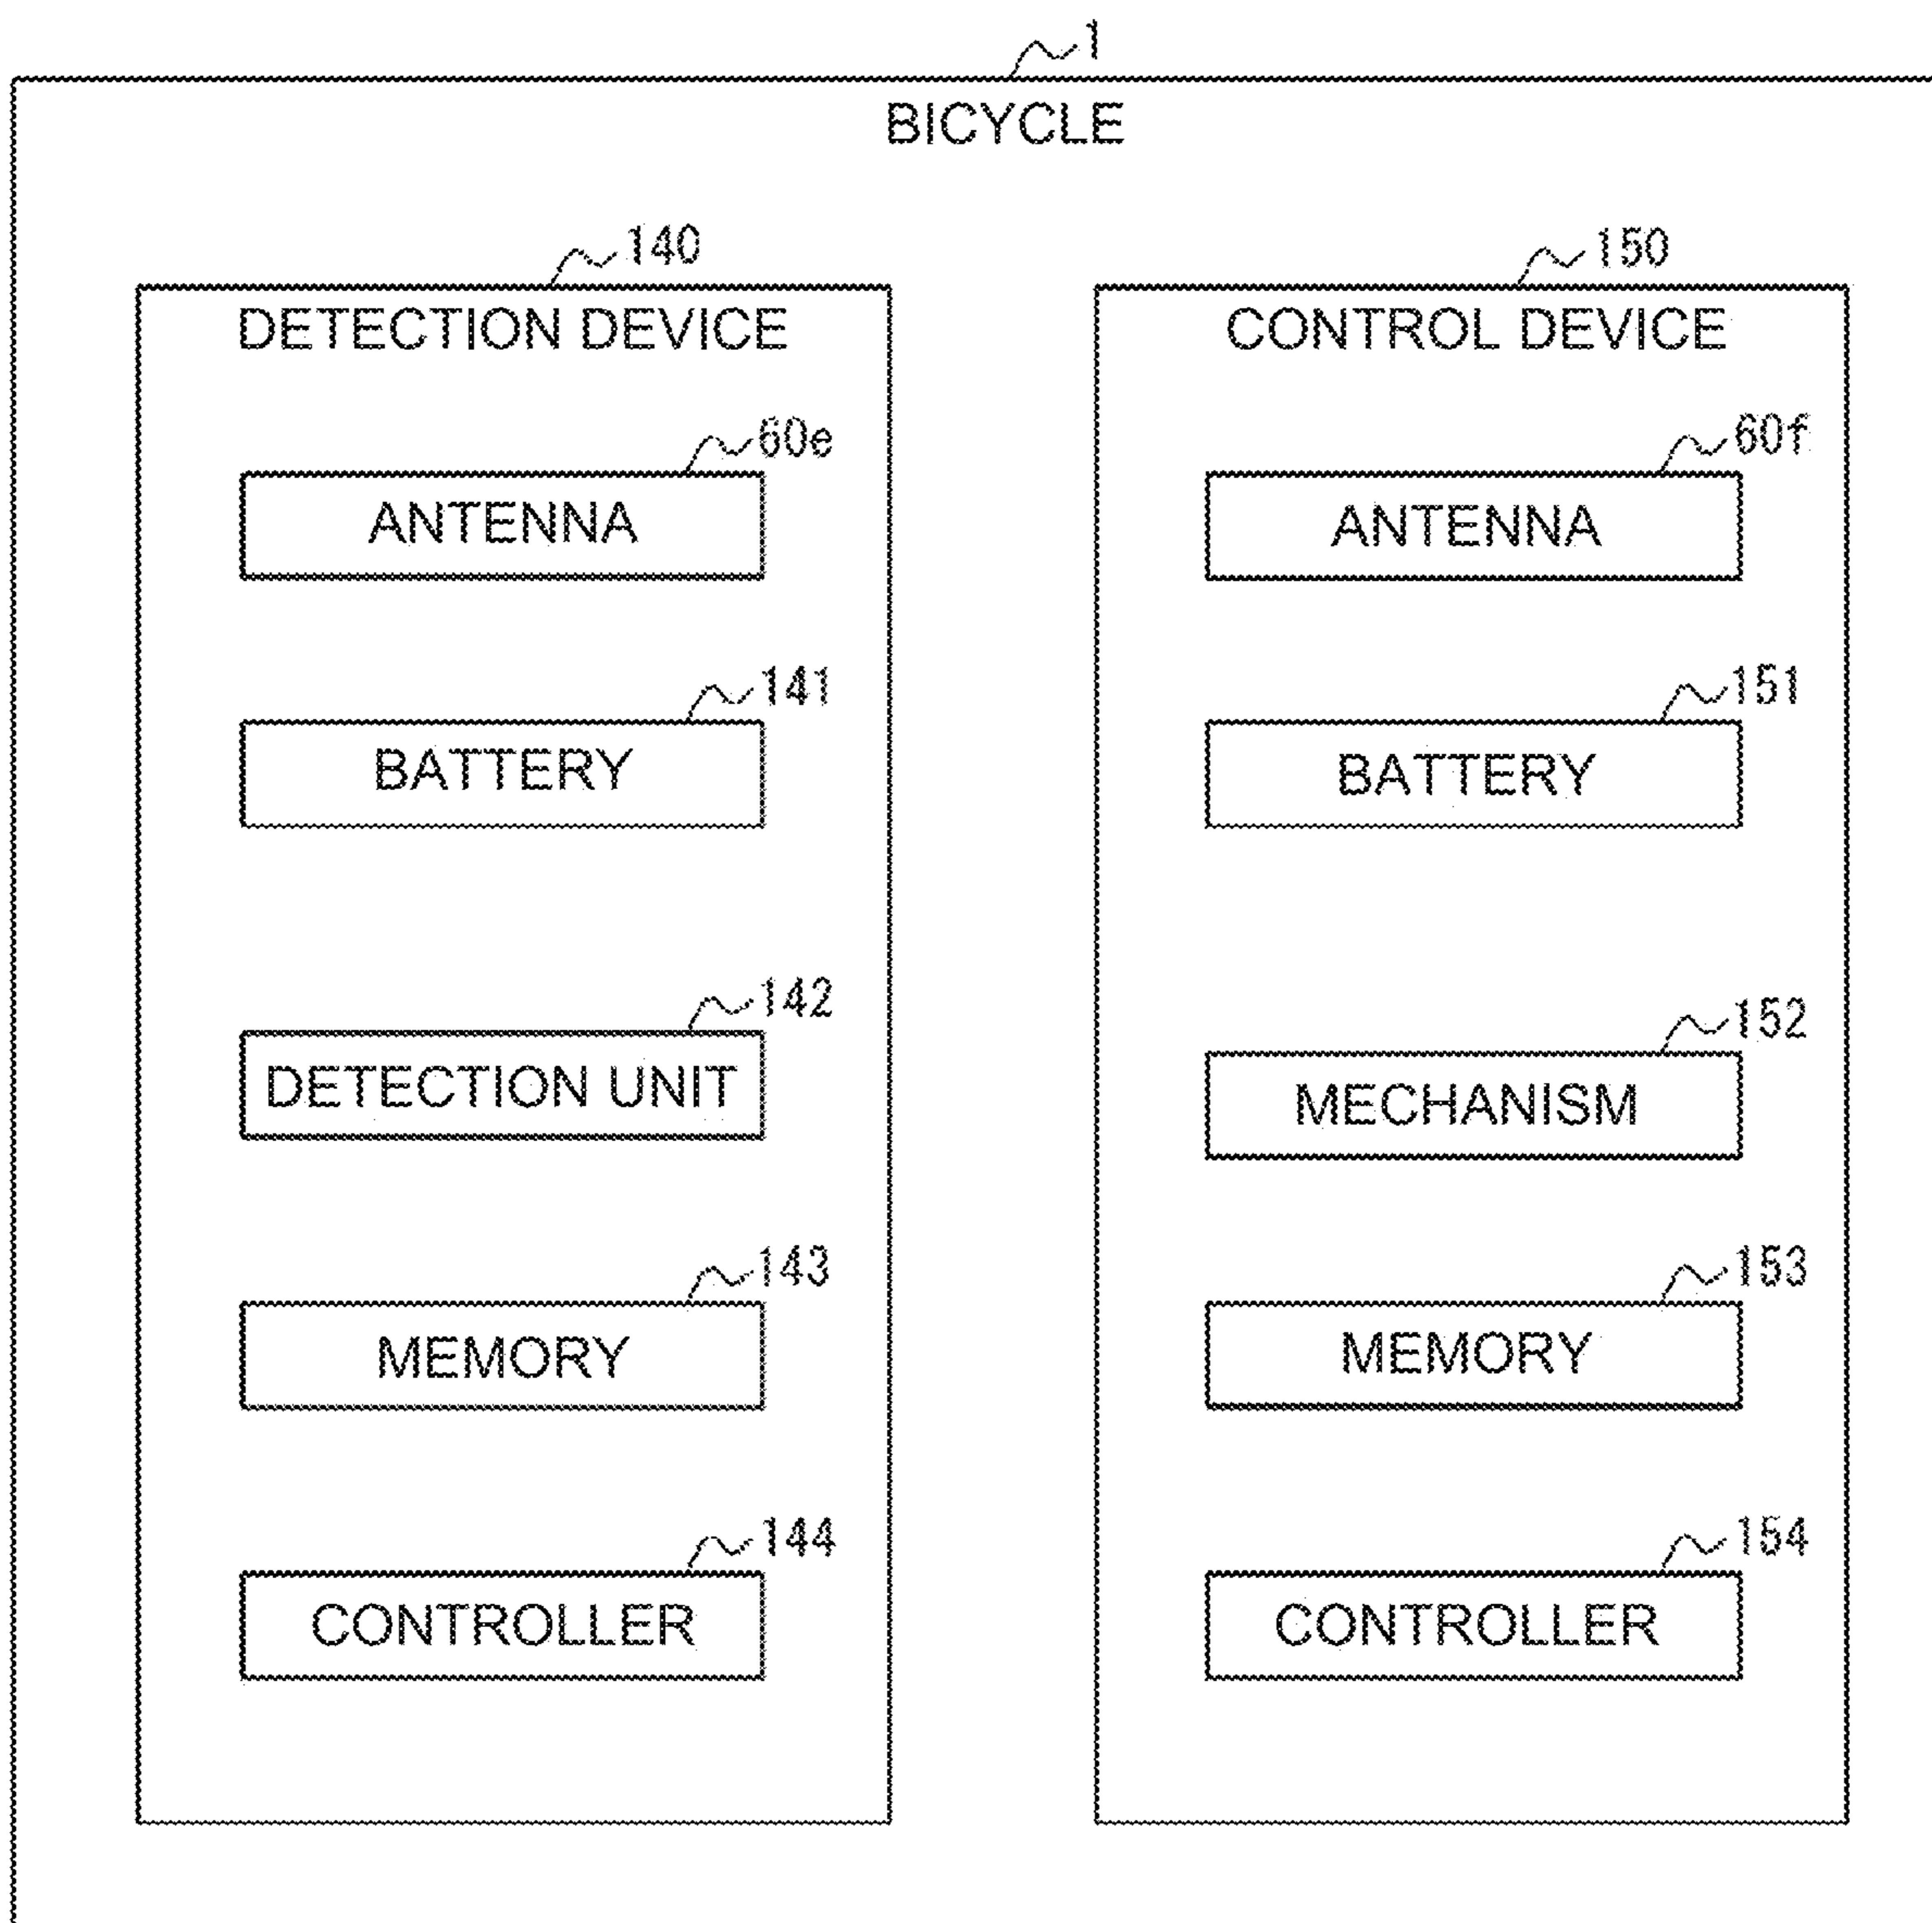 1
BICYCLE
140
DETECTION DEVICE
60e
ANTENNA
141
BATTERY
142
DETECTION UNIT
143
MEMORY
144
CONTROLLER
150
CONTROL DEVICE
60f
ANTENNA
151
BATTERY
152
MECHANISM
153
MEMORY
154
CONTROLLER